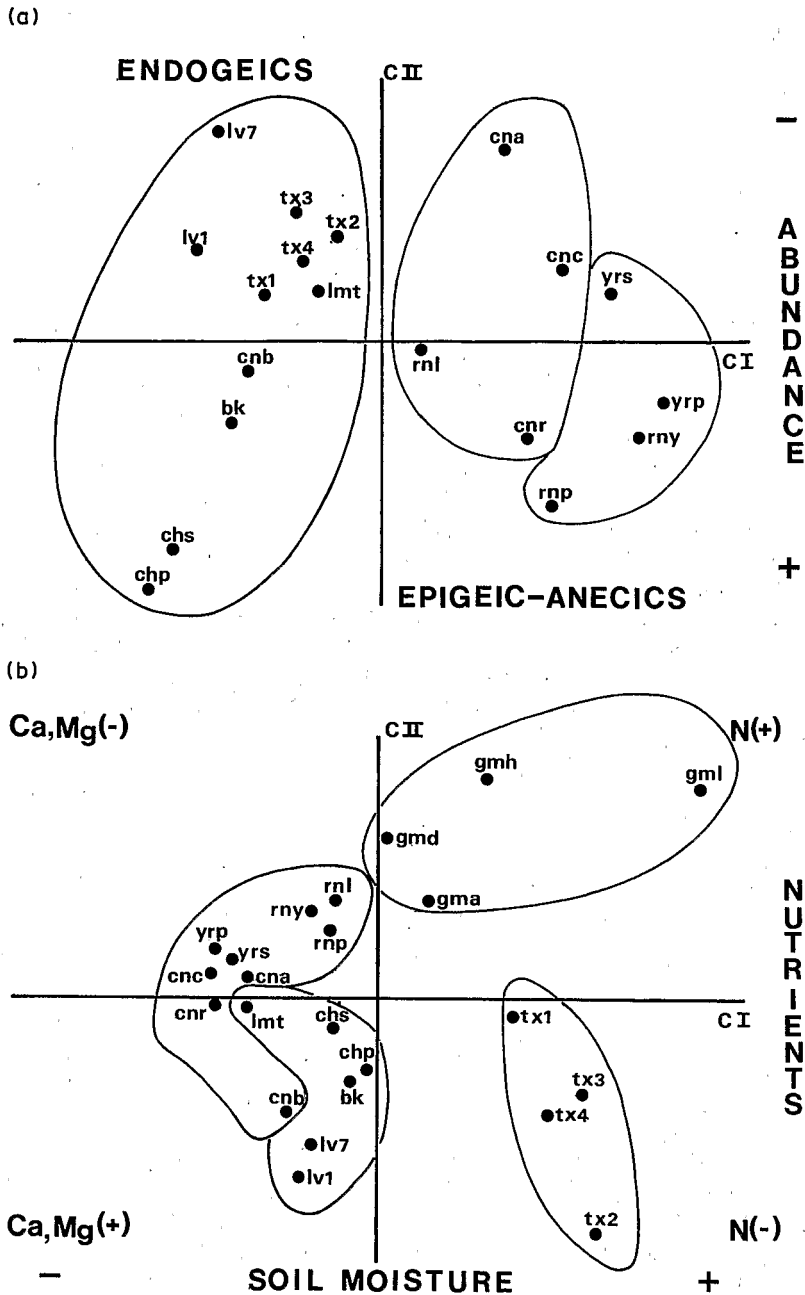 (a)
ENDOGEICS
CII
lv7
cna
tx3
tx2
lv1
tx4
cnc
tx1
lmt
yrs
CI
rnl
cnb
yrp
bk
cnr
rny
rnp
chs
chp
EPIGEIC-ANECICS
-
ABUNDANCE
+
(b)
Ca,Mg(-)
CII
N(+)
gmh
gml
gmd
gma
rnl
rny
rnp
yrp
yrs
cnc
cna
CI
cnr
lmt
chs
tx1
chp
bk
tx3
cnb
tx4
lv7
lv1
tx2
NUTRIENTS
Ca,Mg(+)
N(-)
- SOIL MOISTURE +